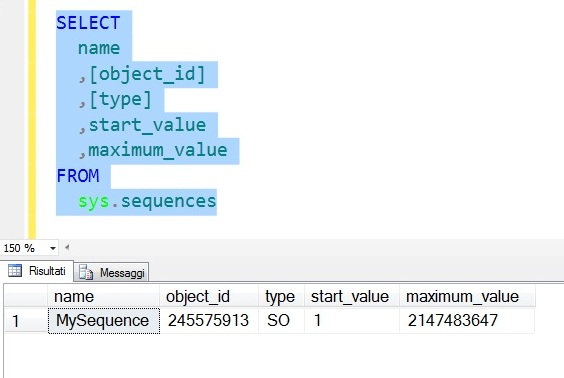 SELECT
name
,[object_id]
,[type]
,start_value
,maximum_value
FROM
sys.sequences
150 %
Risultati Messaggi
name object_id type start_value maximum_value
1 MySequence 245575913 SO 1 2147483647